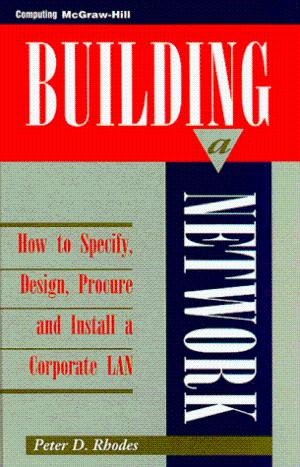 Computing McGraw-Hill
BUILDING
a
NETWORK
How to Specify,
Design, Procure
and Install a
Corporate LAN
Peter D. Rhodes